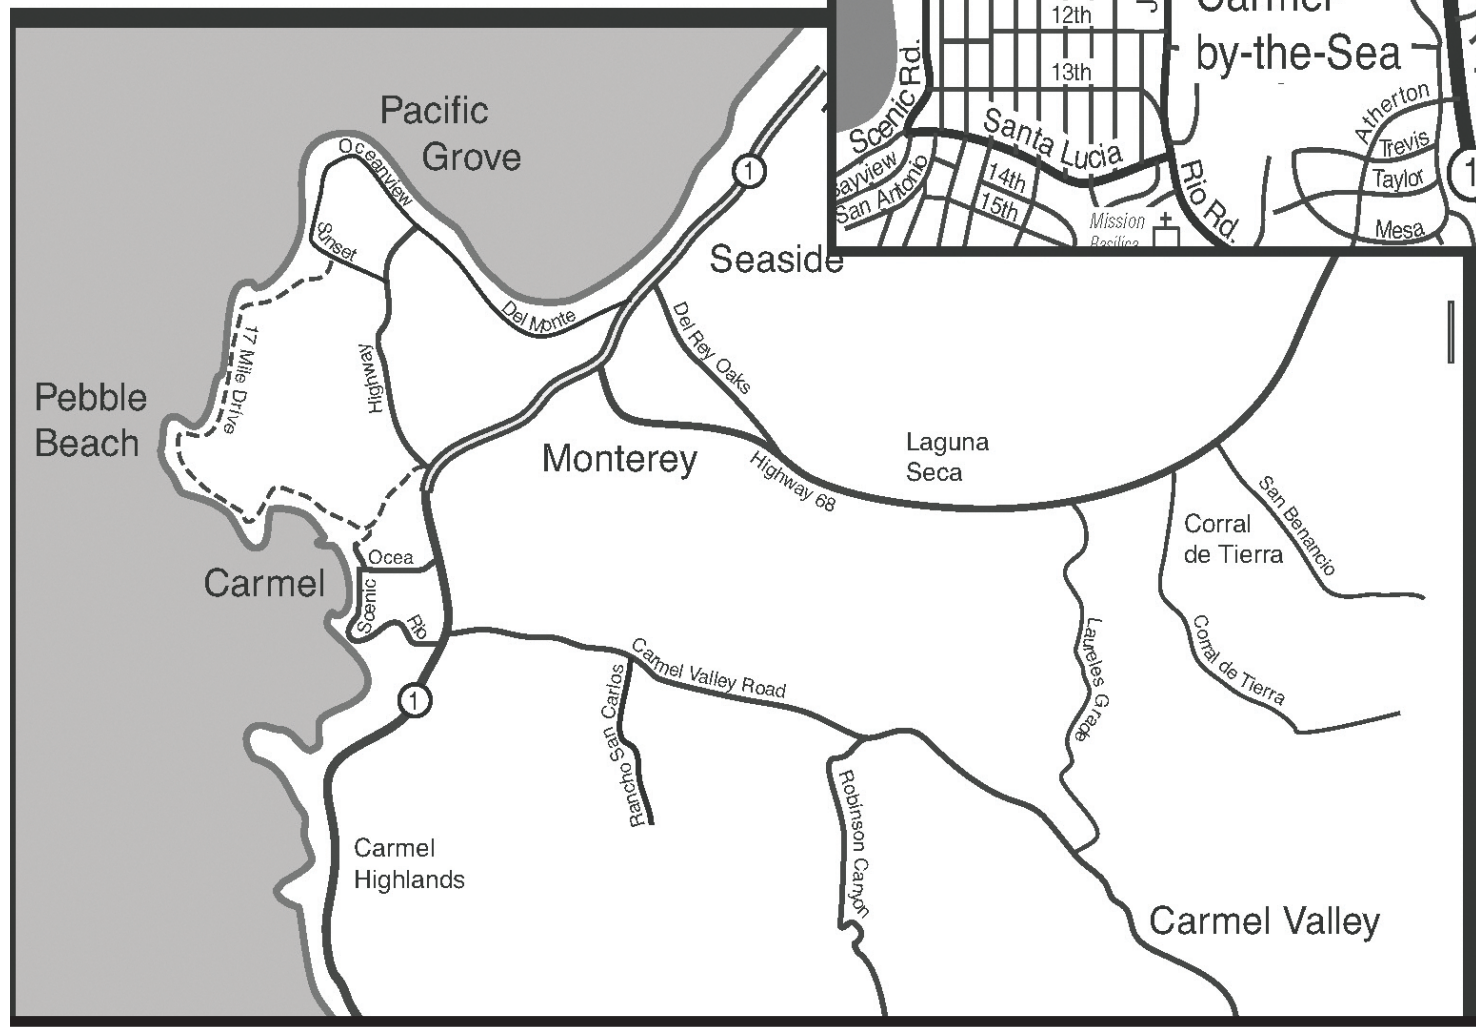 12th
by-the-Sea
13th
Scenic Rd.
Santa Lucia
Atherton
Trevis
Taylor
Mesa
1
San Antonio
14th
15th
Rio Rd.
Mission
Basilica
Pacific
Grove
Oceanview
Sunset
1
Seaside
Del Monte
Del Rey Oaks
17 Mile Drive
Highway
Pebble
Beach
Monterey
Highway 68
Laguna
Seca
San Benancio
Corral
de Tierra
Corral de Tierra
Laureles Grade
Carmel
Ocea
Scenic
Rio
1
Carmel Valley Road
Rancho San Carlos
Robinson Canyon
Carmel
Highlands
Carmel Valley